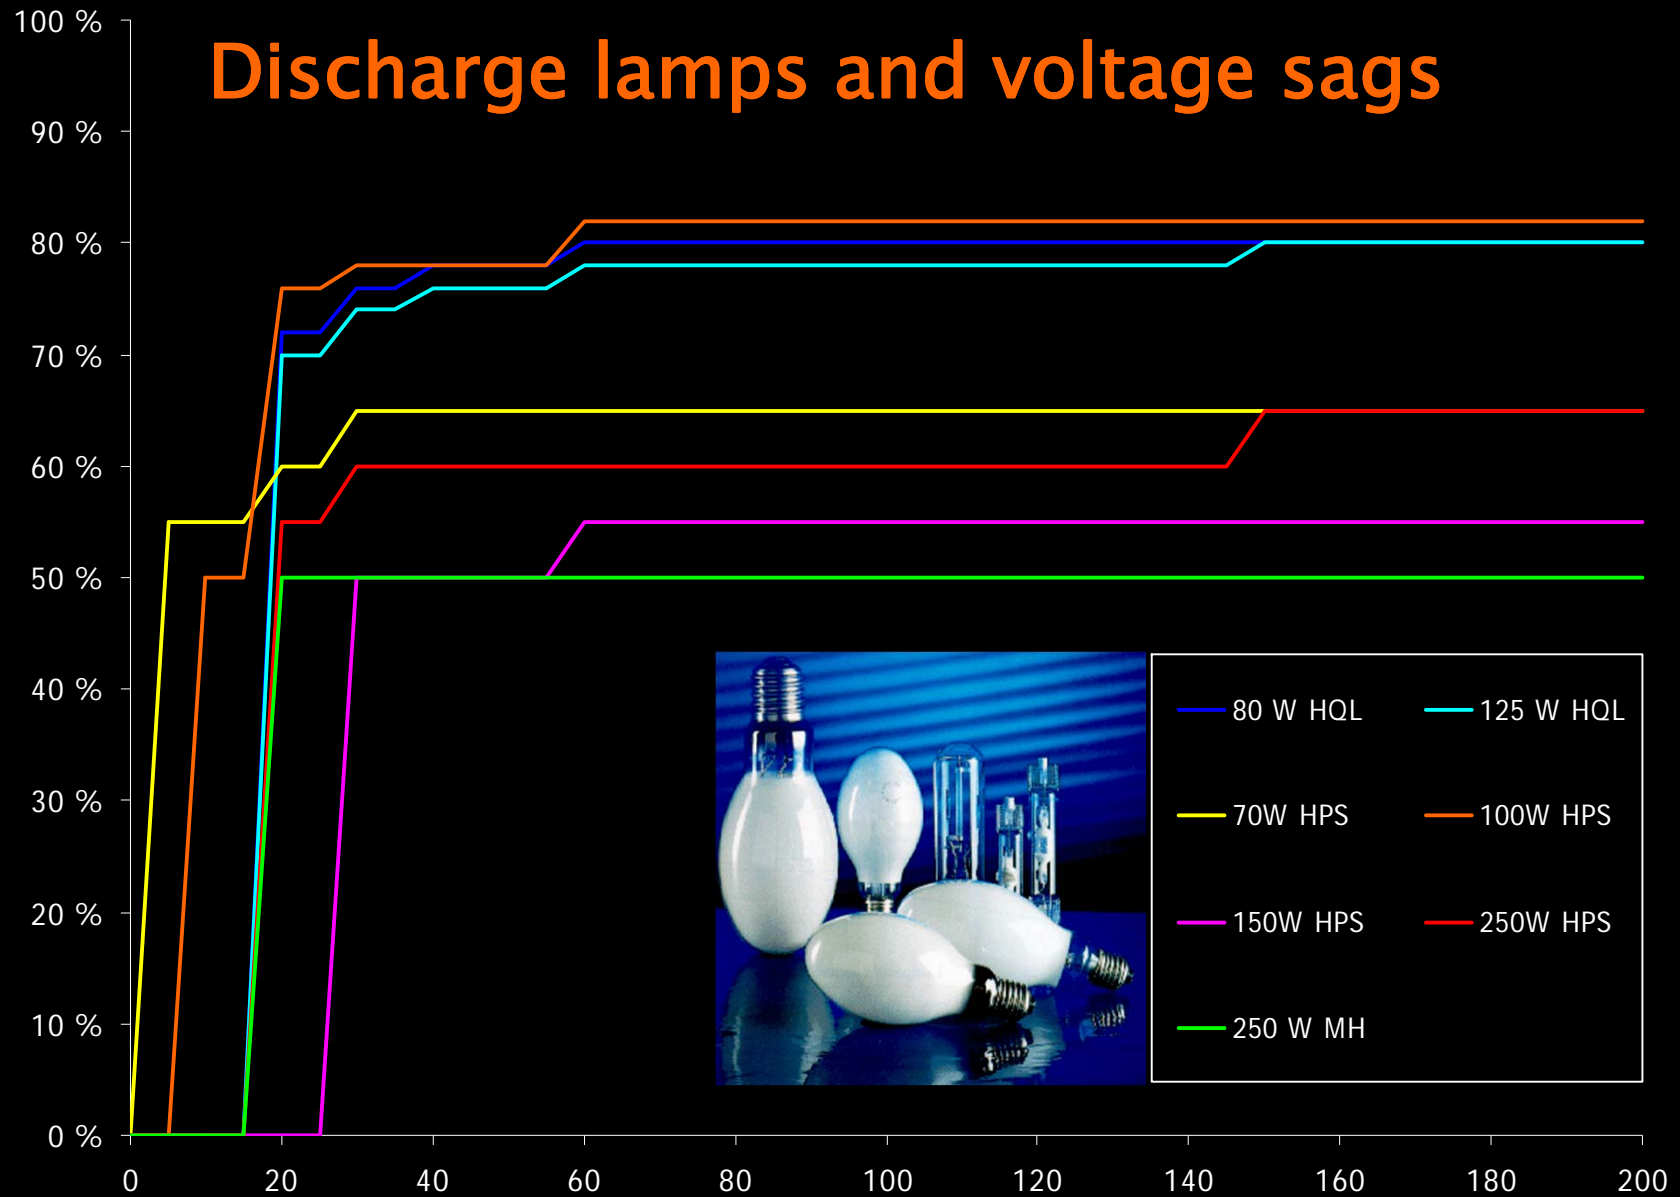 Discharge lamps and voltage sags
100 %
90 %
80 %
70 %
60 %
50 %
40 %
30 %
20 %
10 %
0 %
0 20 40 60 80 100 120 140 160 180 200
80 W HQL 125 W HQL
70W HPS 100W HPS
150W HPS 250W HPS
250 W MH